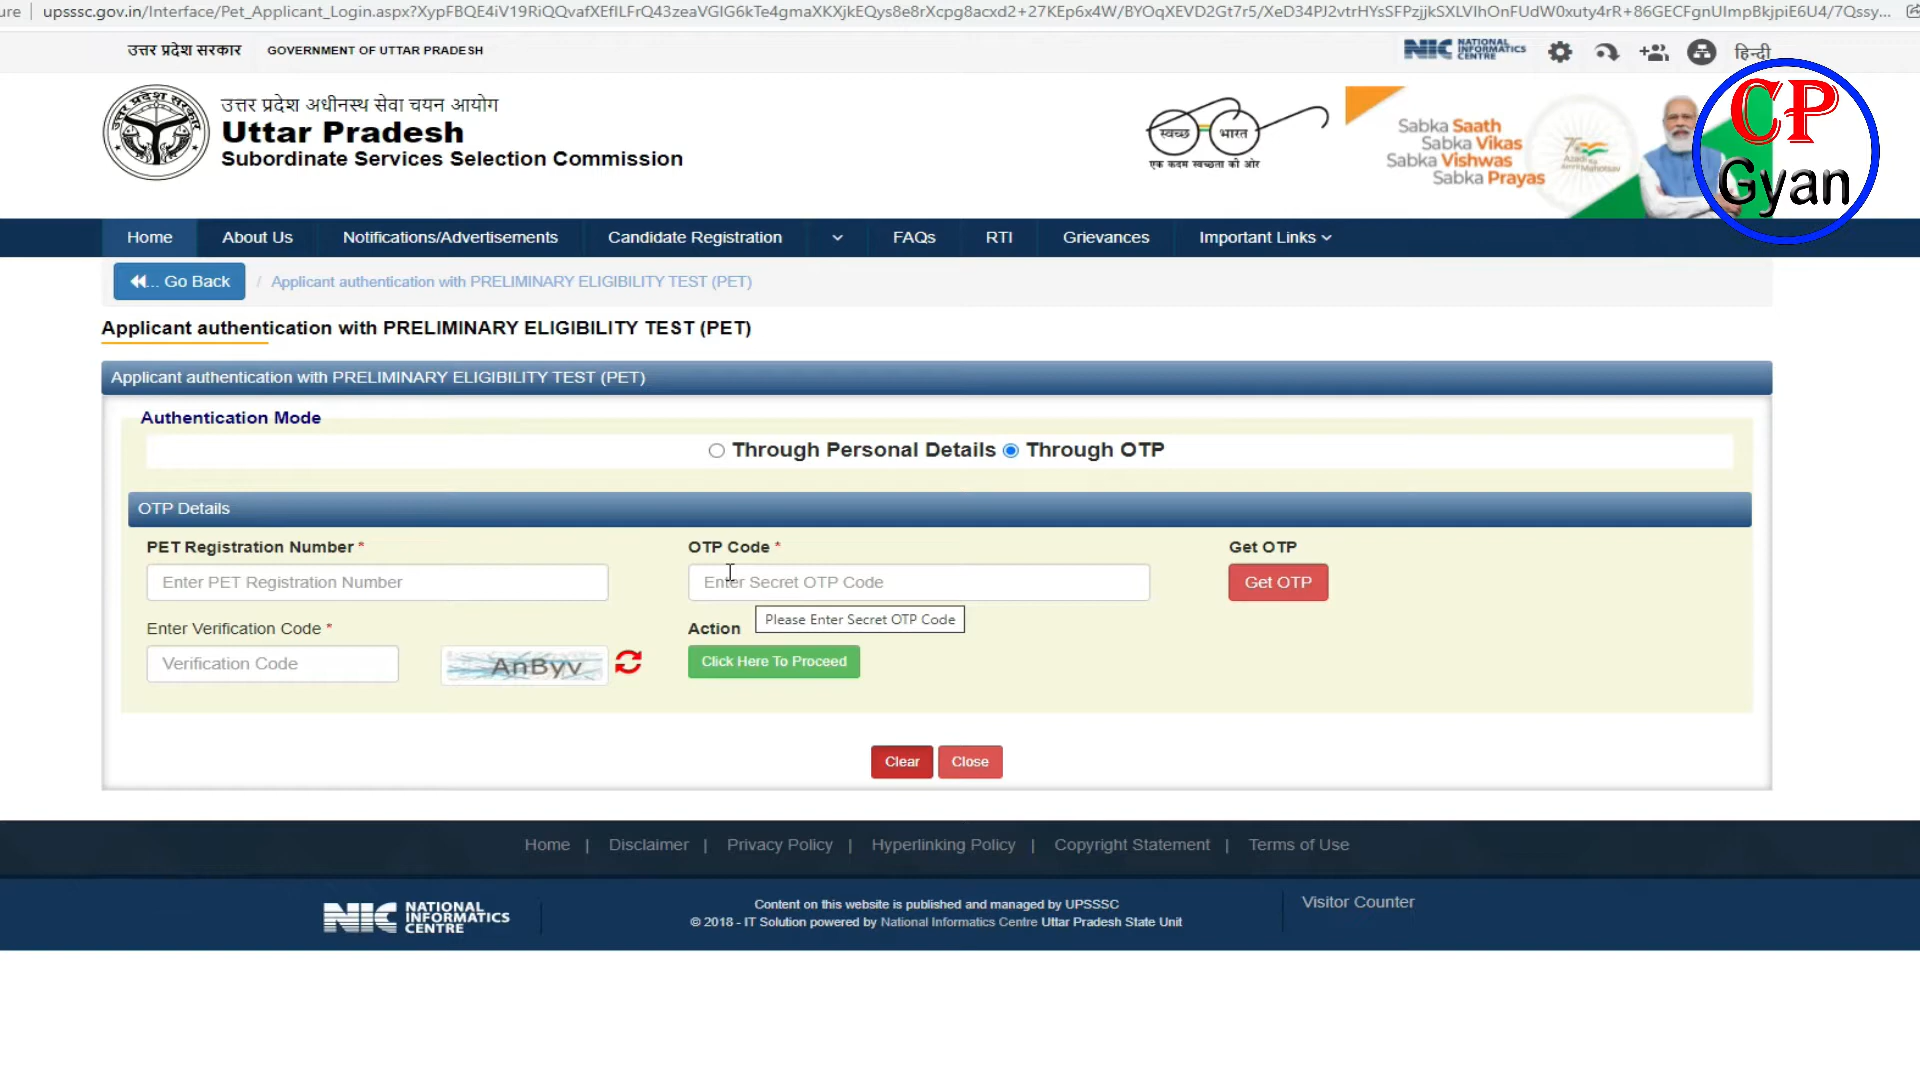 ure | upsssc.gov.in/Interface/Pet_Applicant_Login.aspx?XypFBQE4iV19RiQQvafXEfILFrQ43zeaVGlG6kTe4gmaXKXjkEQys8e8rXcpg8acxd2+27KEp6x4W/BYOqXEVD2Gt7r5/XeD34PJ2vtrHYsSFPzjjkSXLVIhOnFUdW0xuty4rR+86GECFgnUImpBkjpiE6U4/7Qssy...
उत्तर प्रदेश सरकार GOVERNMENT OF UTTAR PRADESH
NIC NATIONAL INFORMATICS CENTRE
हिन्दी
उत्तर प्रदेश अधीनस्थ सेवा चयन आयोग
Uttar Pradesh
Subordinate Services Selection Commission
स्वच्छ भारत
एक कदम स्वच्छता की ओर
Sabka Saath
Sabka Vikas
Sabka Vishwas
Sabka Prayas
Azadi Ka Amrit Mahotsav
CP
Gyan
Home About Us Notifications/Advertisements Candidate Registration FAQs RTI Grievances Important Links
... Go Back / Applicant authentication with PRELIMINARY ELIGIBILITY TEST (PET)
Applicant authentication with PRELIMINARY ELIGIBILITY TEST (PET)
Applicant authentication with PRELIMINARY ELIGIBILITY TEST (PET)
Authentication Mode
Through Personal Details Through OTP
OTP Details
PET Registration Number * OTP Code * Get OTP
Enter PET Registration Number Enter Secret OTP Code Get OTP
Please Enter Secret OTP Code
Enter Verification Code * Action
Verification Code AnByv Click Here To Proceed
Clear Close
Home | Disclaimer | Privacy Policy | Hyperlinking Policy | Copyright Statement | Terms of Use
NIC NATIONAL INFORMATICS CENTRE
Content on this website is published and managed by UPSSSC
© 2018 - IT Solution powered by National Informatics Centre Uttar Pradesh State Unit
Visitor Counter